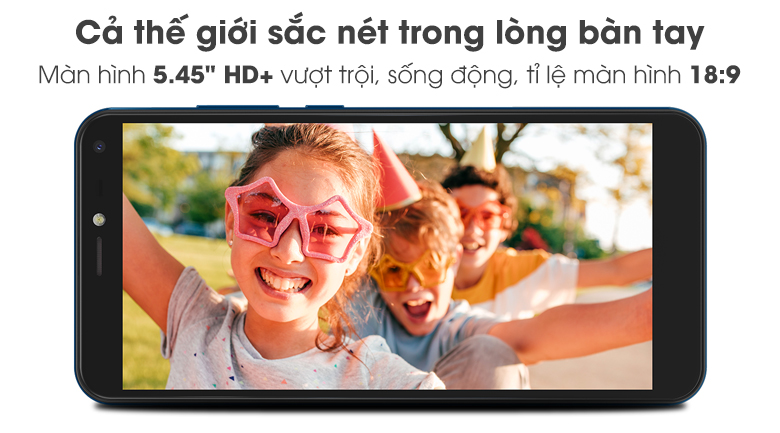 Cả thế giới sắc nét trong lòng bàn tay
Màn hình 5.45" HD+ vượt trội, sống động, tỉ lệ màn hình 18:9